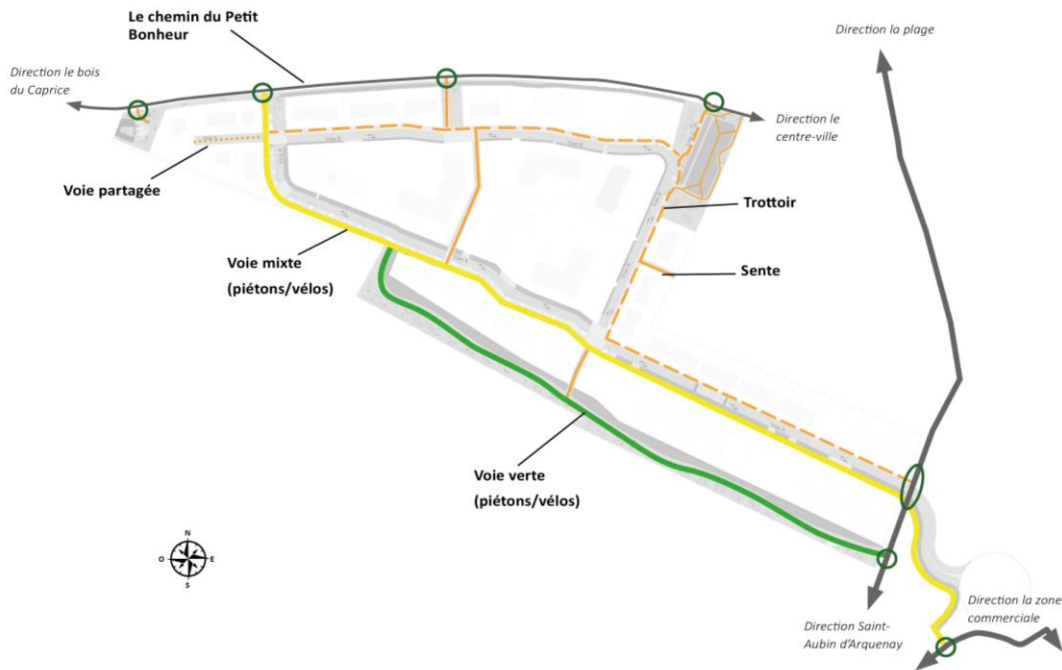 Le chemin du Petit
Bonheur
Direction la plage
Direction le bois
du Caprice
Direction le
centre-ville
Voie partagée
Trottoir
Voie mixte
(piétons/vélos)
Sente
Voie verte
(piétons/vélos)
N
O
E
S
Direction la zone
commerciale
Direction Saint-
Aubin d'Arquenay